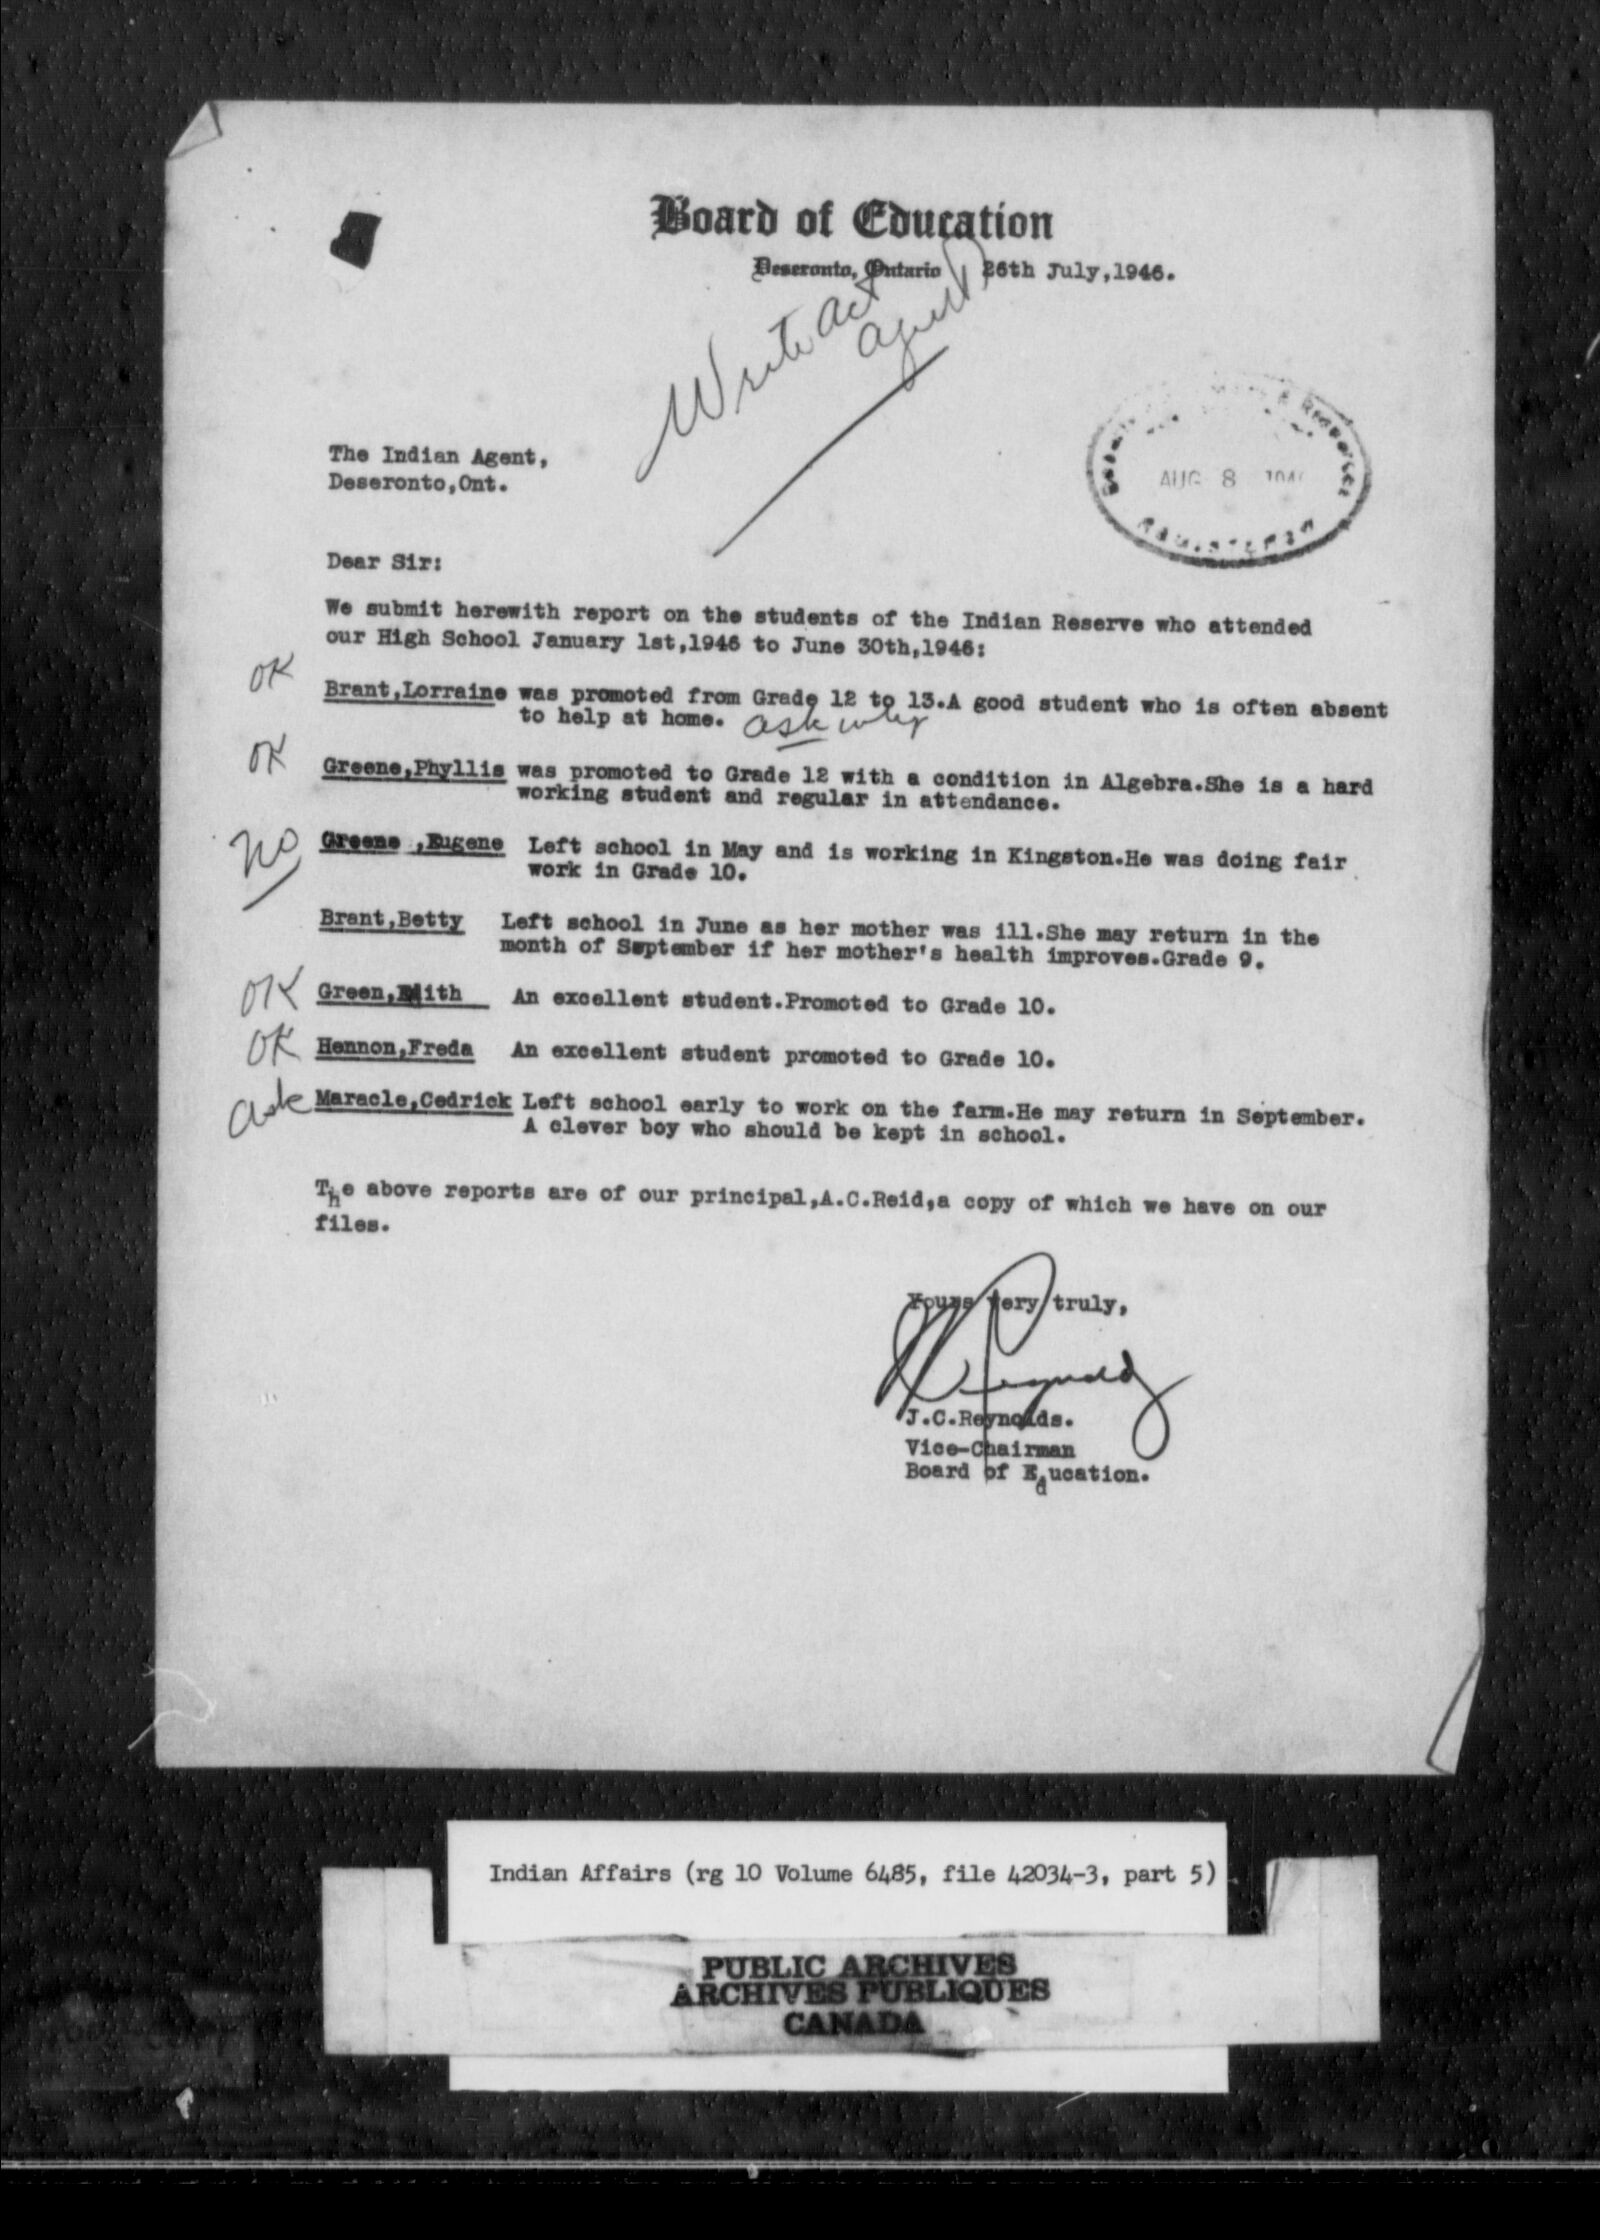 Board of Education
Deseronto, Ontario 26th July,1946.
Write act
agent
The Indian Agent,
Deseronto,Ont.
AUG 8
Dear Sir:
We submit herewith report on the students of the Indian Reserve who attended
our High School January 1st,1946 to June 30th,1946:
OK
Brant,Lorraine was promoted from Grade 12 to 13.A good student who is often absent
to help at home. ask why
OK
Greene,Phyllis was promoted to Grade 12 with a condition in Algebra.She is a hard
working student and regular in attendance.
No Greene ,Eugene Left school in May and is working in Kingston.He was doing fair
work in Grade 10.
Brant,Betty Left school in June as her mother was ill.She may return in the
month of September if her mother's health improves.Grade 9.
OK Green,Edith An excellent student.Promoted to Grade 10.
OK Hennon,Freda An excellent student promoted to Grade 10.
ask Maracle,Cedrick Left school early to work on the farm.He may return in September.
A clever boy who should be kept in school.
The above reports are of our principal,A.C.Reid,a copy of which we have on our
files.
Yours very truly,
J.C.Reynolds.
Vice-Chairman
Board of Education.
Indian Affairs (rg 10 Volume 6485, file 42034-3, part 5)
PUBLIC ARCHIVES
ARCHIVES PUBLIQUES
CANADA